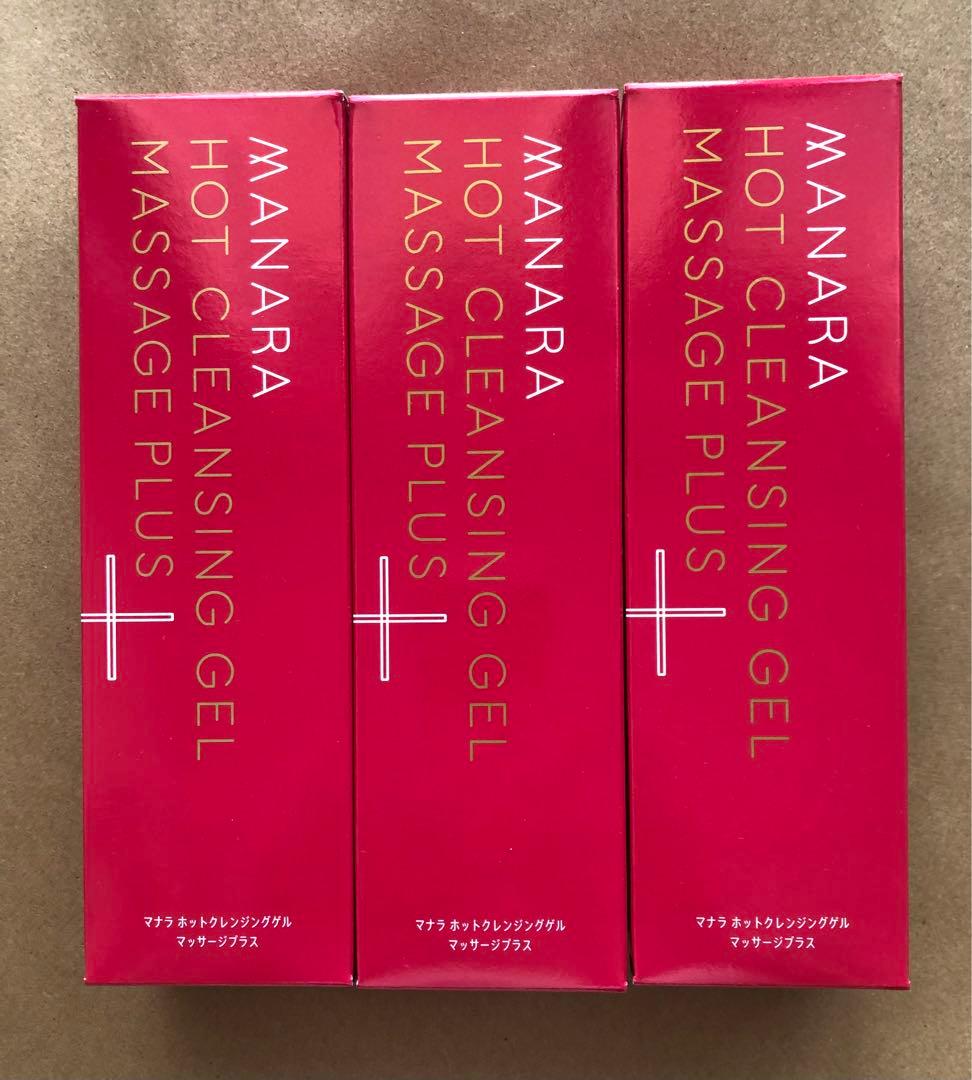 MANARA
HOT CLEANSING GEL
MASSAGE PLUS
マナラ ホットクレンジングゲル
マッサージプラス
MANARA
HOT CLEANSING GEL
MASSAGE PLUS
マナラ ホットクレンジングゲル
マッサージプラス
MANARA
HOT CLEANSING GEL
MASSAGE PLUS
マナラ ホットクレンジングゲル
マッサージプラス